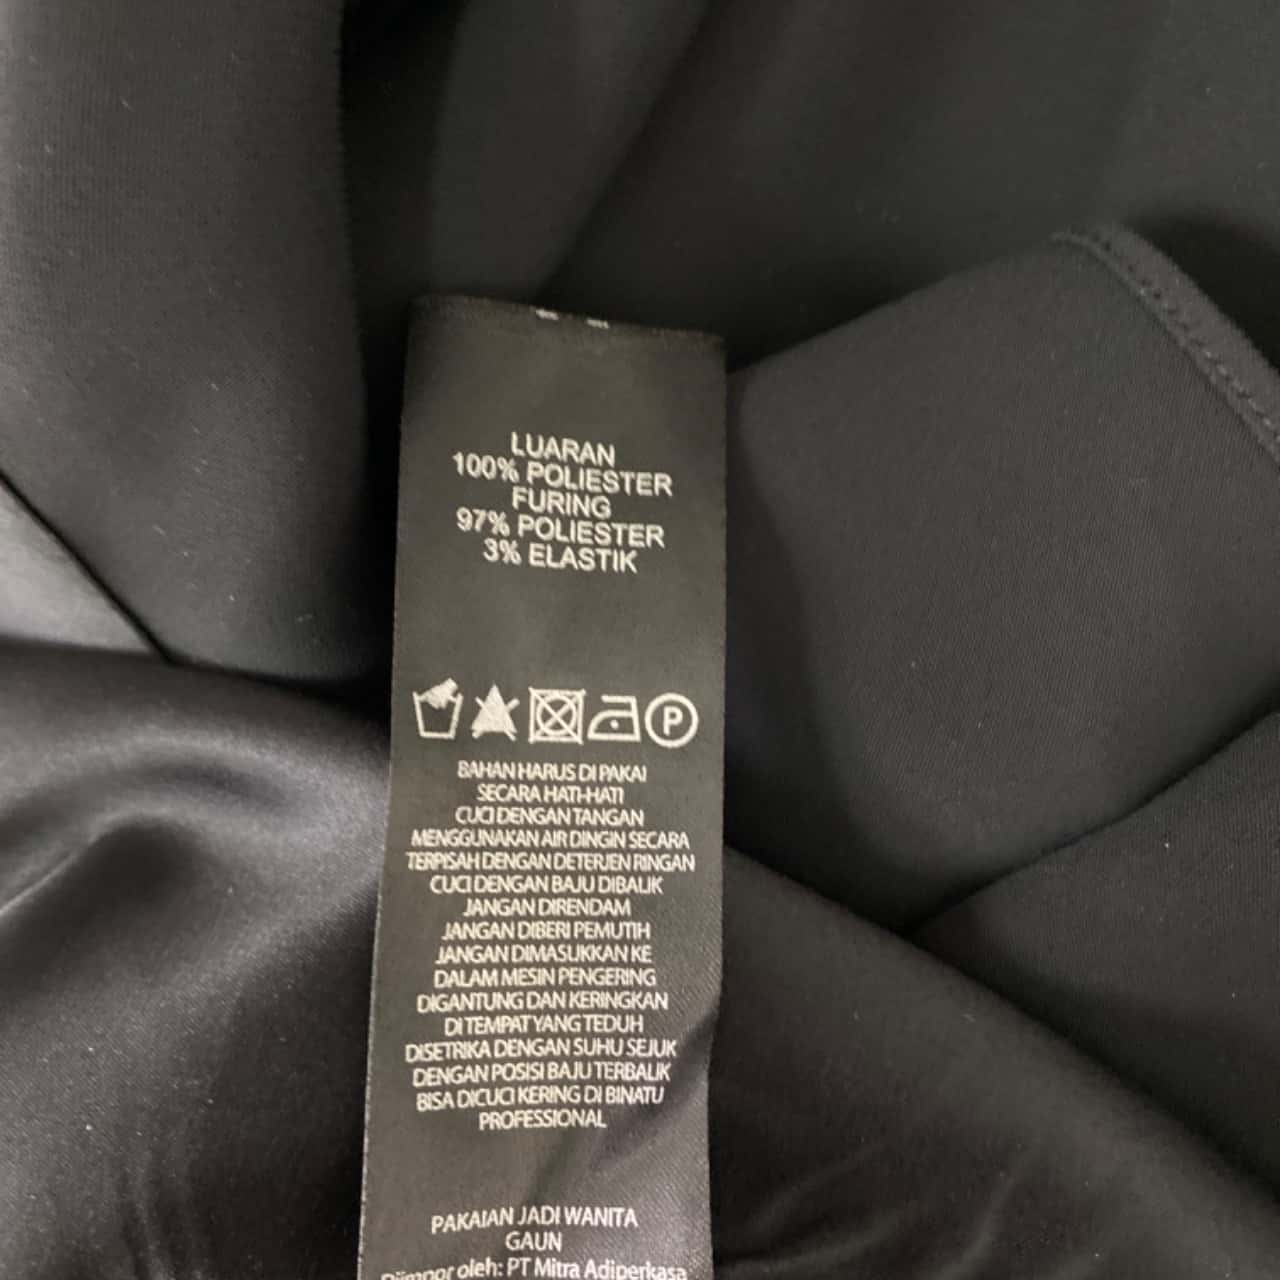 LUARAN
100% POLIESTER
FURING
97% POLIESTER
3% ELASTIK
P
BAHAN HARUS DI PAKAI
SECARA HATI-HATI
CUCI DENGAN TANGAN
MENGGUNAKAN AIR DINGIN SECARA
TERPISAH DENGAN DETERJEN RINGAN
CUCI DENGAN BAJU DIBALIK
JANGAN DIRENDAM
JANGAN DIBERI PEMUTIH
JANGAN DIMASUKKAN KE
DALAM MESIN PENGERING
DIGANTUNG DAN KERINGKAN
DI TEMPAT YANG TEDUH
DISETRIKA DENGAN SUHU SEJUK
DENGAN POSISI BAJU TERBALIK
BISA DICUCI KERING DI BINATU
PROFESSIONAL
PAKAIAN JADI WANITA
GAUN
Diimpor oleh: PT Mitra Adiperkasa